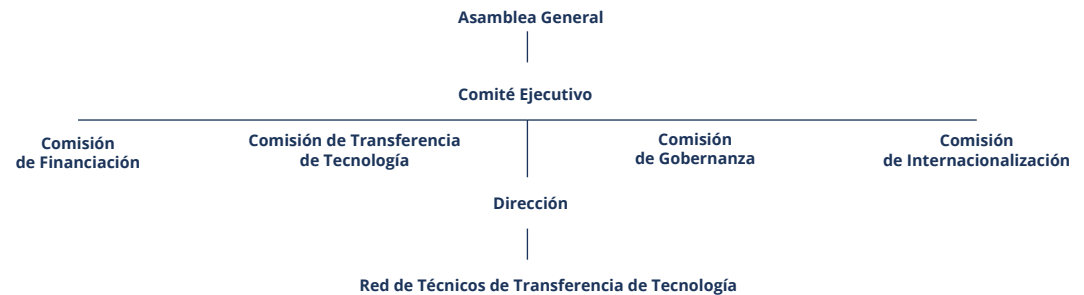 Asamblea General
Comité Ejecutivo
Comisión
de Financiación
Comisión de Transferencia
de Tecnología
Comisión
de Gobernanza
Comisión
de Internacionalización
Dirección
Red de Técnicos de Transferencia de Tecnología